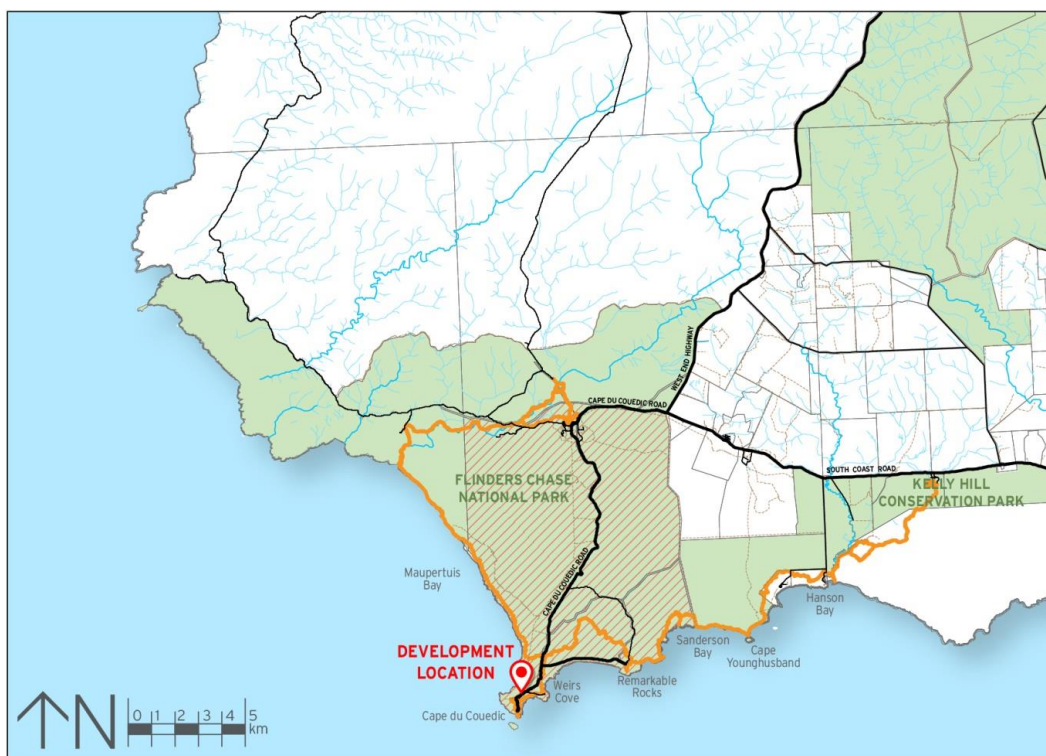 WEST END HIGHWAY
CAPE DU COUEDIC ROAD
SOUTH COAST ROAD
FLINDERS CHASE
NATIONAL PARK
KELLY HILL
CONSERVATION PARK
CAPE DU COUEDIC ROAD
Maupertuis
Bay
Hanson
Bay
Sanderson
Bay
Cape
Younghusband
DEVELOPMENT
LOCATION
Weirs
Cove
Remarkable
Rocks
Cape du Couedic
N
0 1 2 3 4 5
km